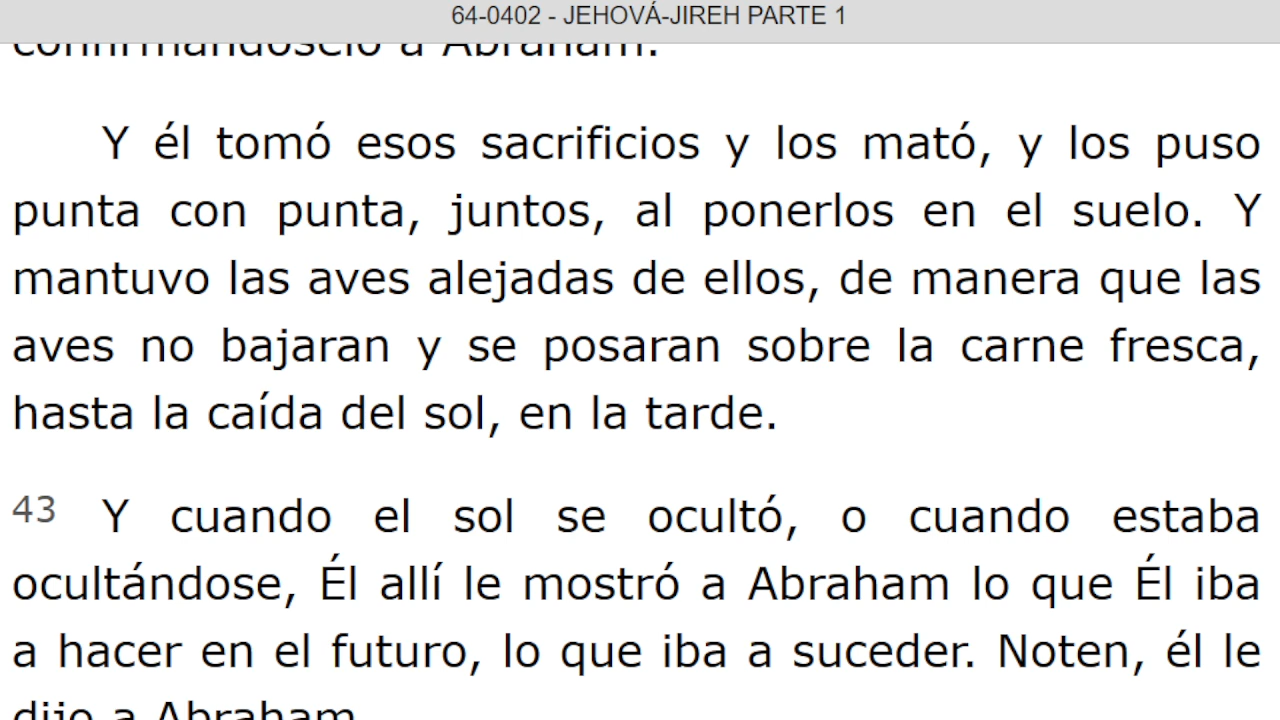 64-0402 - JEHOVÁ-JIREH PARTE 1
confirmándoselo a Abraham.
Y él tomó esos sacrificios y los mató, y los puso
punta con punta, juntos, al ponerlos en el suelo. Y
mantuvo las aves alejadas de ellos, de manera que las
aves no bajaran y se posaran sobre la carne fresca,
hasta la caída del sol, en la tarde.
43 Y cuando el sol se ocultó, o cuando estaba
ocultándose, Él allí le mostró a Abraham lo que Él iba
a hacer en el futuro, lo que iba a suceder. Noten, él le
dijo a Abraham